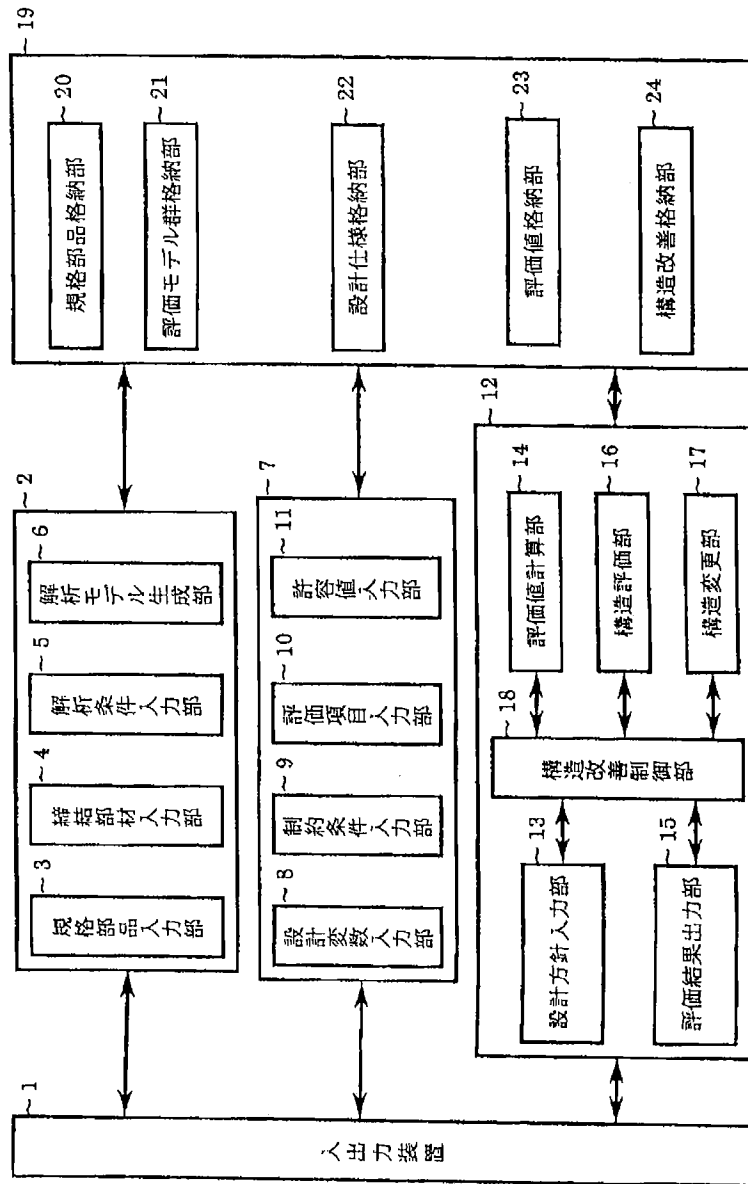 1
入出力装置
2
3
規格部品入力部
4
締結部材入力部
5
解析条件入力部
6
解析モデル生成部
7
8
設計変数入力部
9
制約条件入力部
10
評価項目入力部
11
許容値入力部
12
13
設計方針入力部
15
評価結果出力部
18
構造改善制御部
14
評価値計算部
16
構造評価部
17
構造変更部
19
20
規格部品格納部
21
評価モデル群格納部
22
設計仕様格納部
23
評価値格納部
24
構造改善格納部